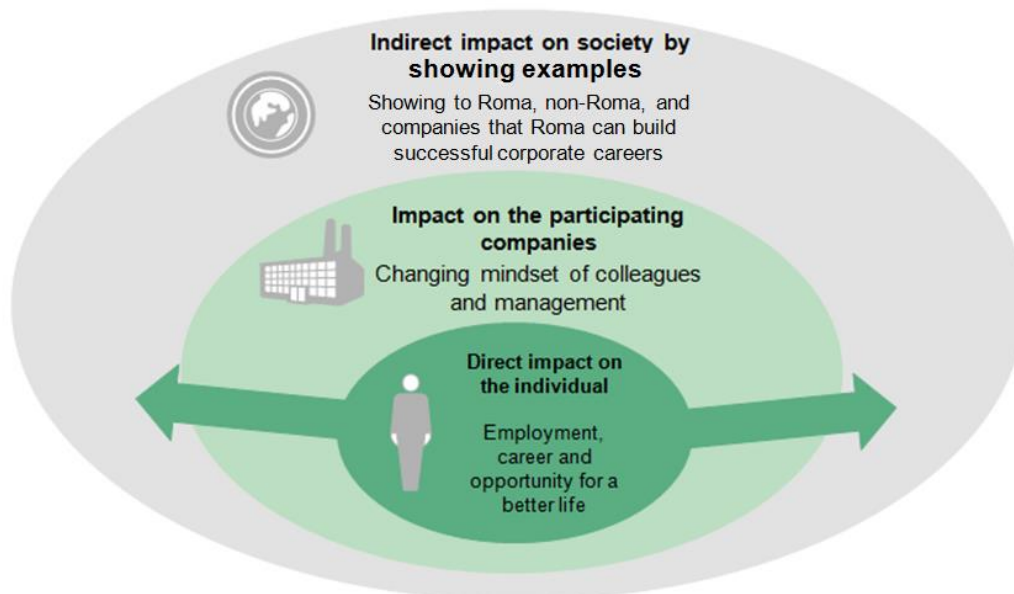 Indirect impact on society by
showing examples
Showing to Roma, non-Roma, and
companies that Roma can build
successful corporate careers
Impact on the participating
companies
Changing mindset of colleagues
and management
Direct impact on
the individual
Employment,
career and
opportunity for a
better life